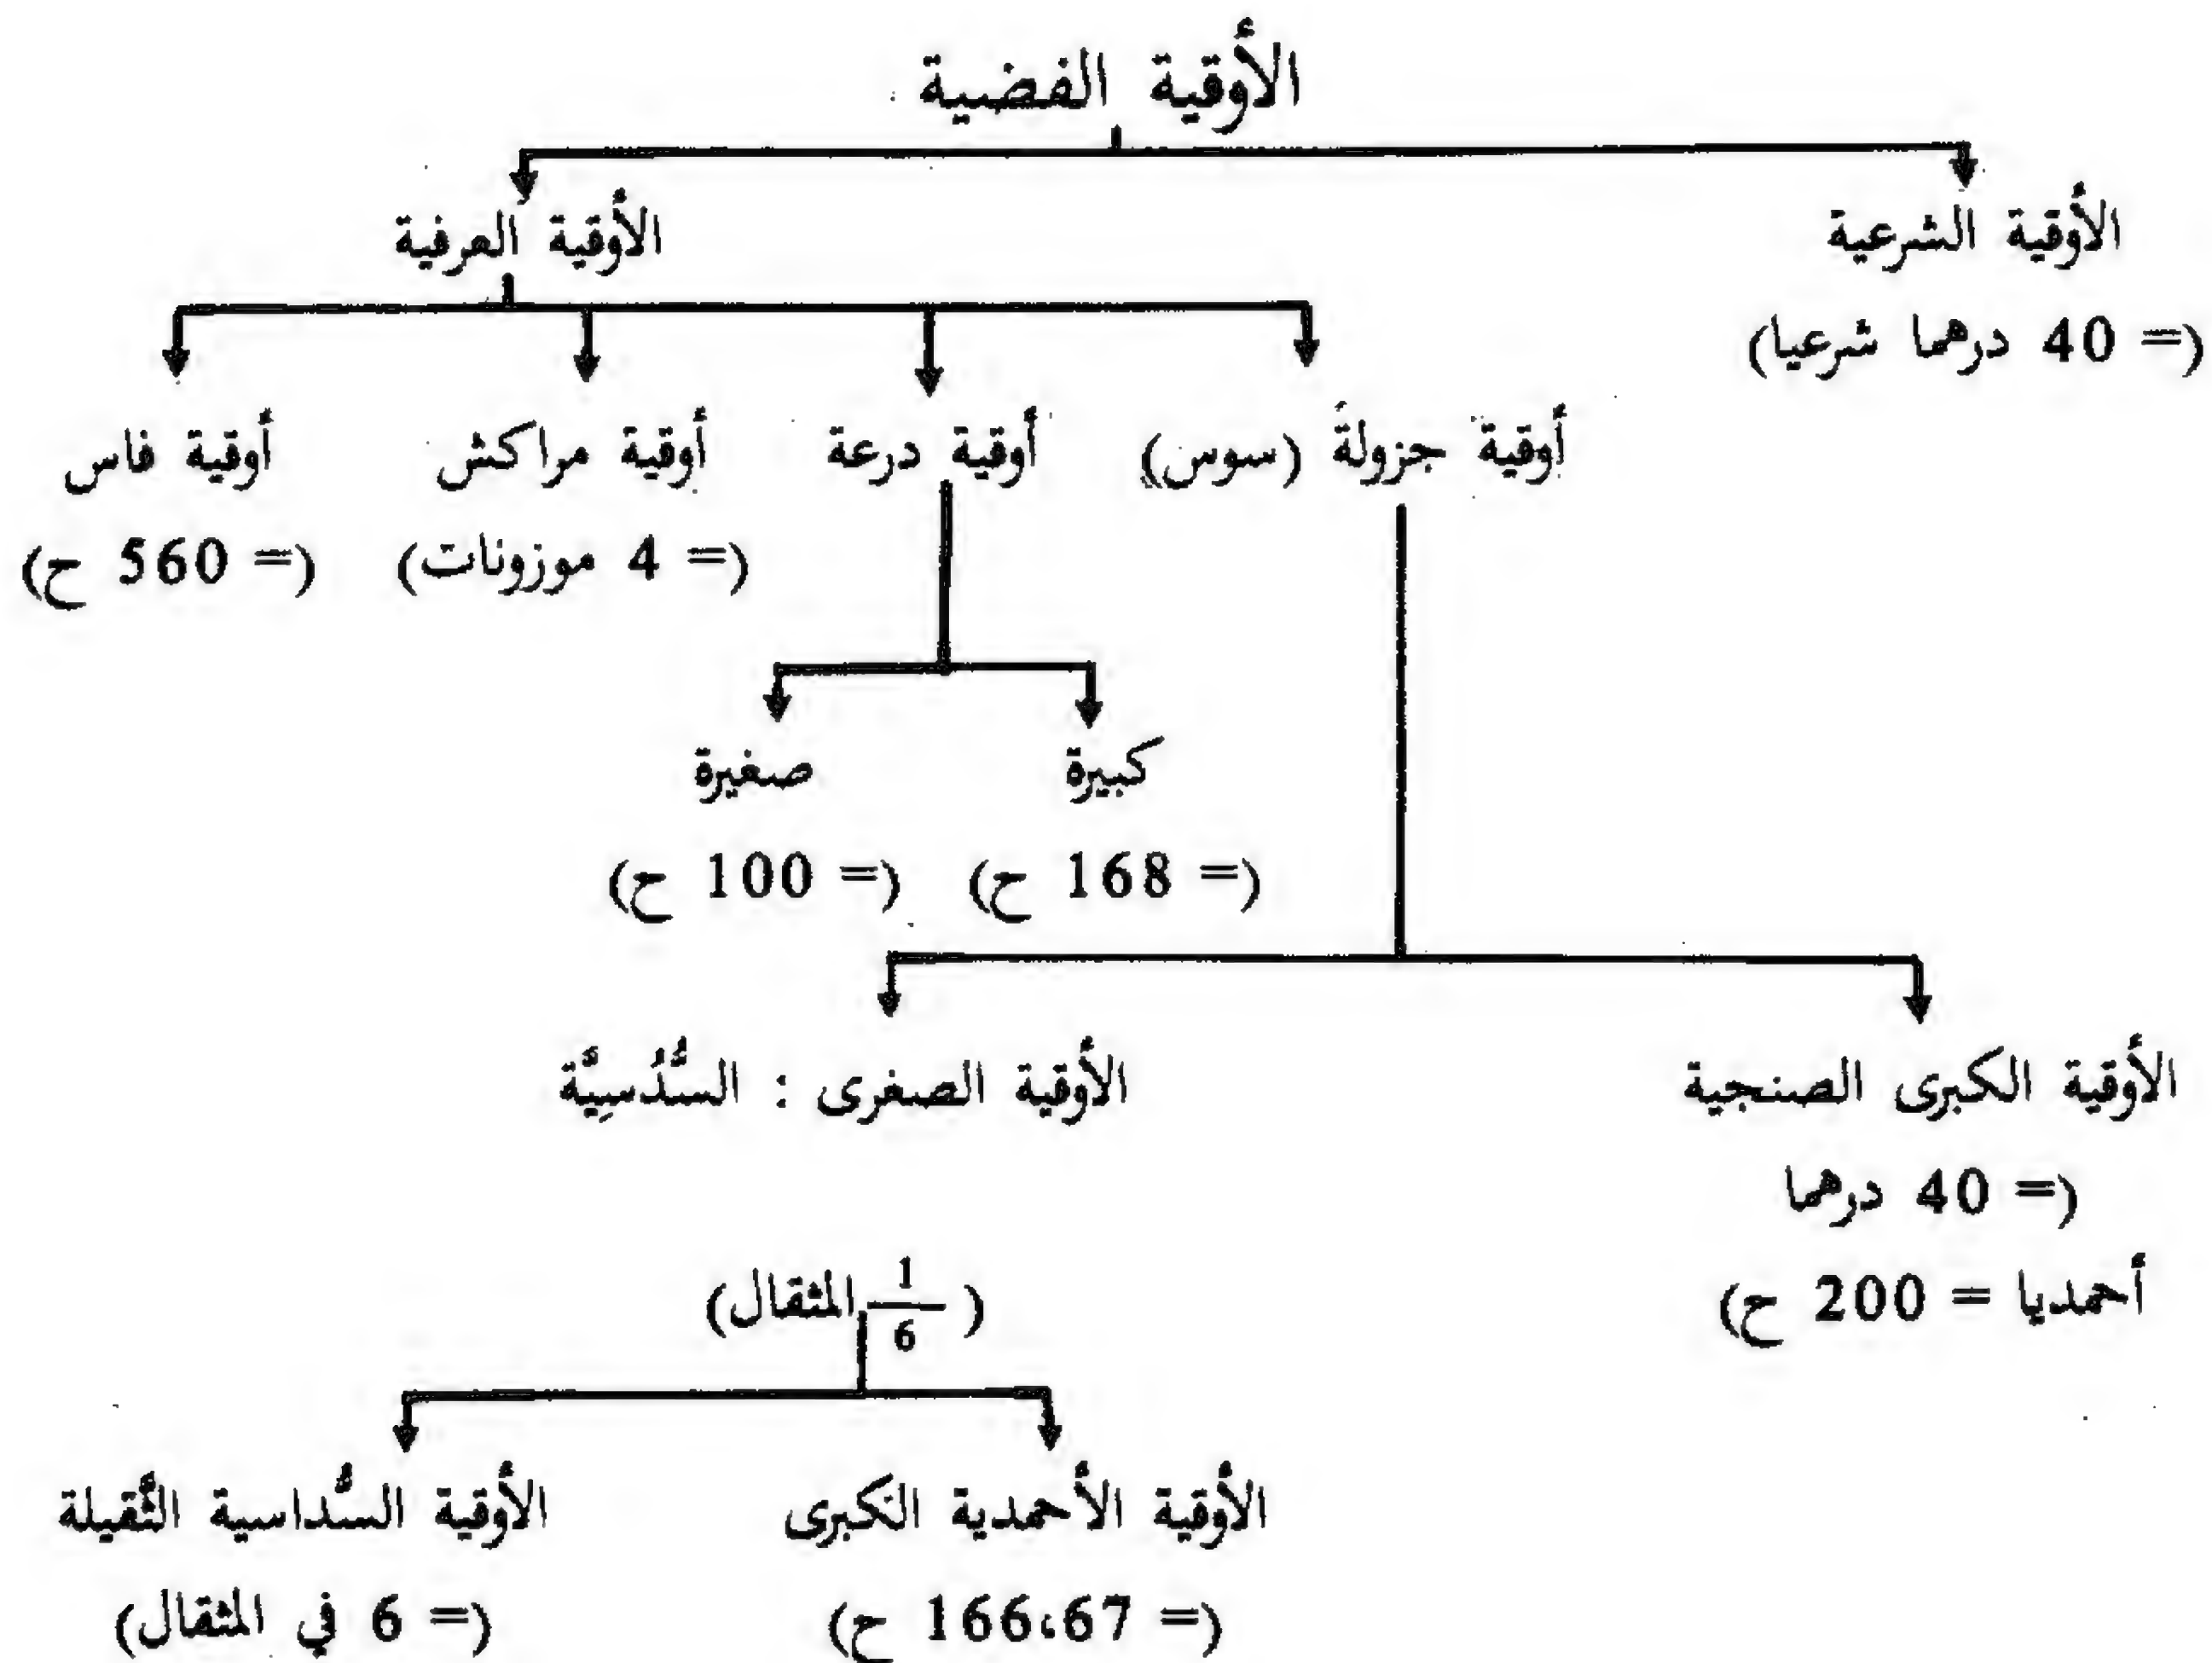 الأوقية الفضية
الأوقية الشرعية
(= 40 درهما شرعيا)
الأوقية العرفية
أوقية جزولة (سوس)
أوقية درعة
أوقية مراكش
(= 4 موزونات)
أوقية فاس
(= 560 ح)
كبيرة
(= 168 ح)
صغيرة
(= 100 ح)
الأوقية الكبرى الصنجية
(= 40 درهما
أحمديا = 200 ح)
الأوقية الصغرى : السُّدُسِيَّة
(1/6 المثقال)
الأوقية الأحمدية الكبرى
(= 166،67 ح)
الأوقية السُّداسية الثَّقيلة
(= 6 في المثقال)